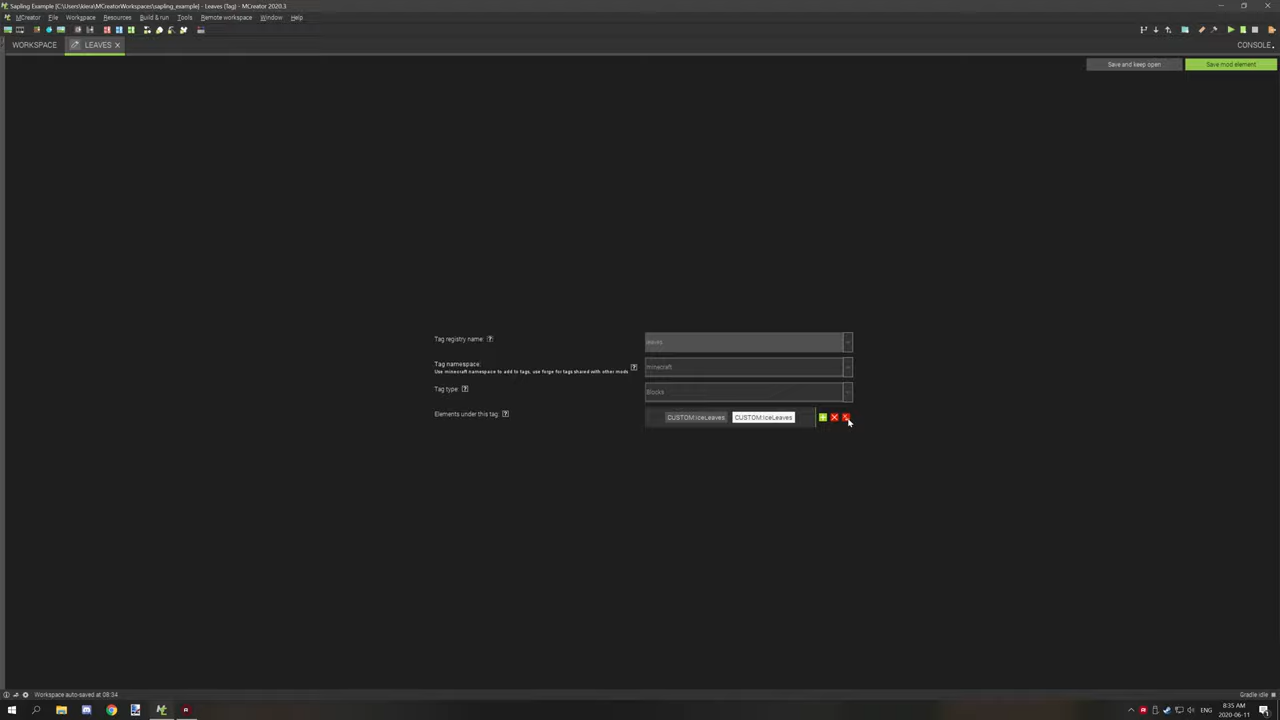 Sapling Example [C:\Users\kiera\MCreatorWorkspaces\sapling_example] - Leaves (Tag) - MCreator 2020.3
MCreator File Workspace Resources Build & run Tools Remote workspace Window Help
WORKSPACE LEAVES CONSOLE
Save and keep open Save mod element
Tag registry name: ? leaves
Tag namespace:
Use minecraft namespace to add to tags, use forge for tags shared with other mods ? minecraft
Tag type: ? Blocks
Elements under this tag: ? CUSTOM:IceLeaves CUSTOM:IceLeaves
Workspace auto-saved at 08:34 Gradle idle
ENG 8:35 AM
2020-06-11